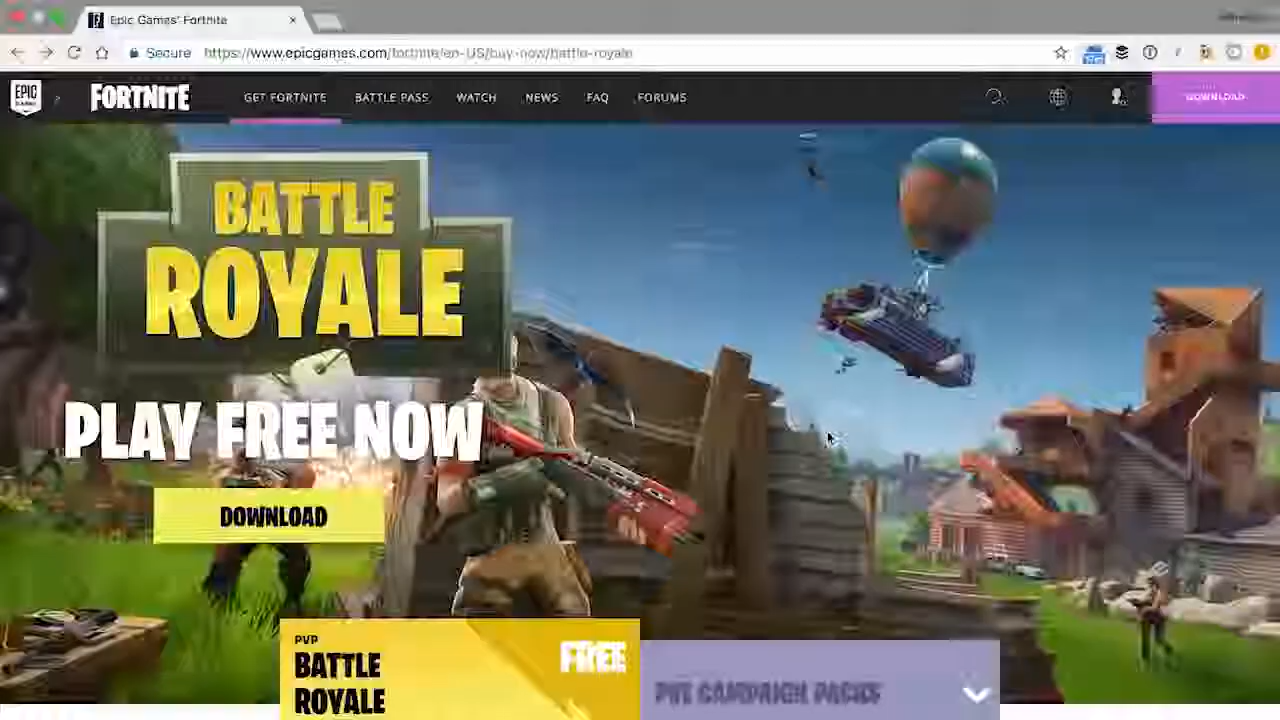 Epic Games' Fortnite
Secure https://www.epicgames.com/fortnite/en-US/buy-now/battle-royale
EPIC GAMES
FORTNITE GET FORTNITE BATTLE PASS WATCH NEWS FAQ FORUMS DOWNLOAD
BATTLE
ROYALE
PLAY FREE NOW
DOWNLOAD
PVP
BATTLE
ROYALE
FREE
PVE CAMPAIGN PACKS